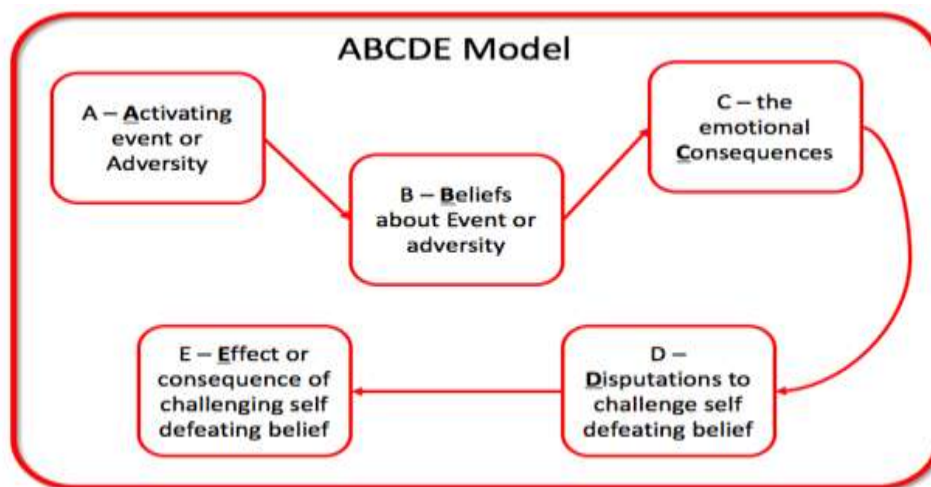 ABCDE Model
A – Activating
event or
Adversity
B – Beliefs
about Event or
adversity
C – the
emotional
Consequences
D –
Disputations to
challenge self
defeating belief
E – Effect or
consequence of
challenging self
defeating belief